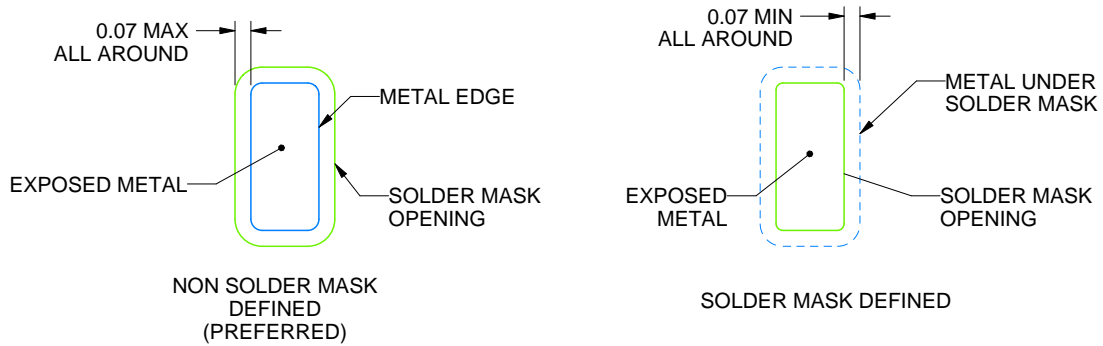 0.07 MAX
ALL AROUND
METAL EDGE
EXPOSED METAL
SOLDER MASK
OPENING
NON SOLDER MASK
DEFINED
(PREFERRED)
0.07 MIN
ALL AROUND
METAL UNDER
SOLDER MASK
EXPOSED
METAL
SOLDER MASK
OPENING
SOLDER MASK DEFINED